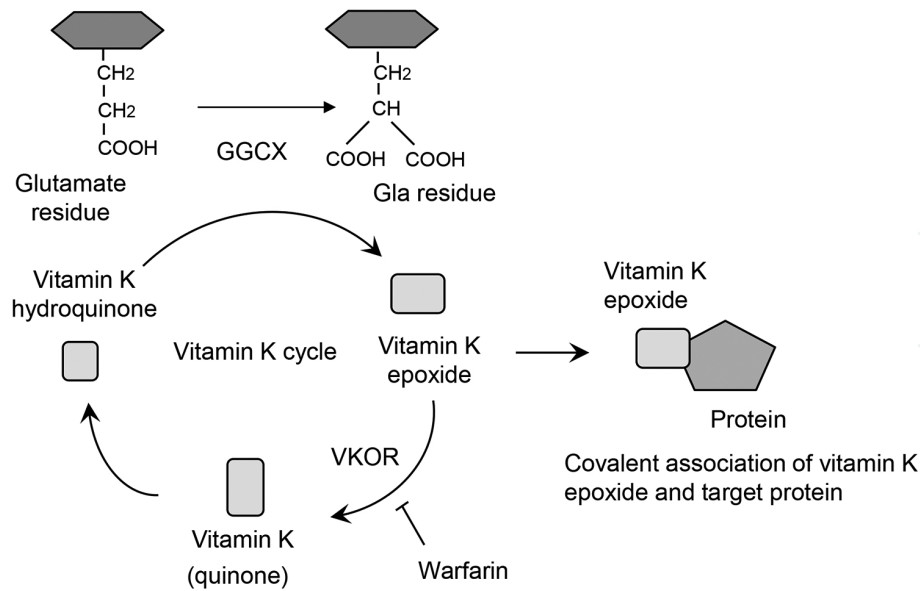 CH2
CH2
COOH
Glutamate
residue
GGCX
CH2
CH
COOH COOH
Gla residue
Vitamin K
hydroquinone
Vitamin K cycle
Vitamin K
epoxide
VKOR
Vitamin K
(quinone)
Warfarin
Vitamin K
epoxide
Protein
Covalent association of vitamin K
epoxide and target protein